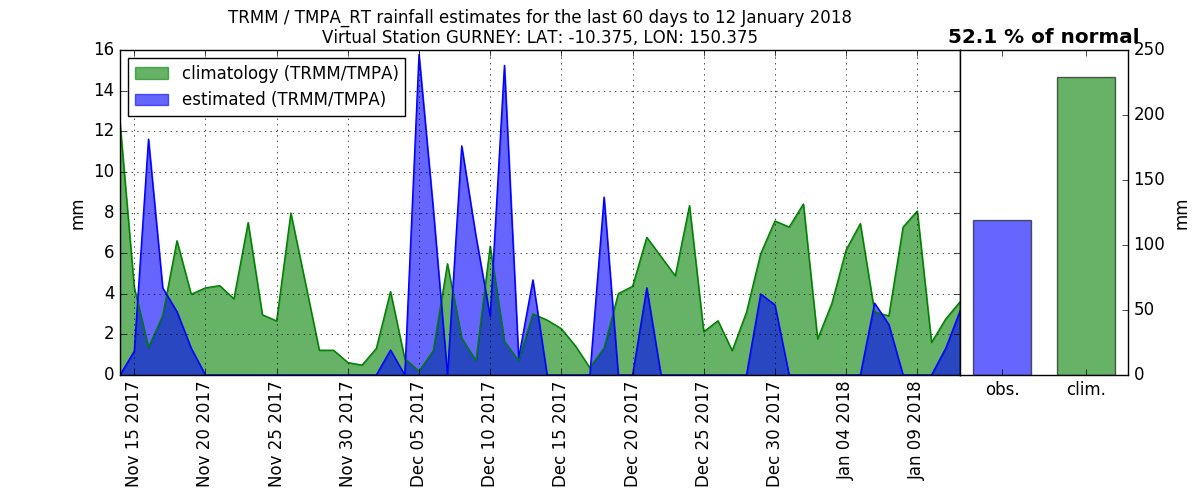 TRMM / TMPA_RT rainfall estimates for the last 60 days to 12 January 2018
Virtual Station GURNEY: LAT: -10.375, LON: 150.375
52.1 % of normal
climatology (TRMM/TMPA)
estimated (TRMM/TMPA)
mm
16
14
12
10
8
6
4
2
0
Nov 15 2017
Nov 20 2017
Nov 25 2017
Nov 30 2017
Dec 05 2017
Dec 10 2017
Dec 15 2017
Dec 20 2017
Dec 25 2017
Dec 30 2017
Jan 04 2018
Jan 09 2018
obs.
clim.
250
200
150
100
50
0
mm